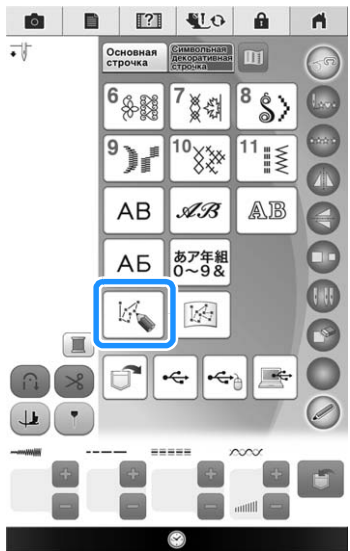 [?]
Основная
строчка
Символьная
декоративная
строчка
6
7
8
9
10
11
AB
AB
AB
АБ
あア年組
0～9&